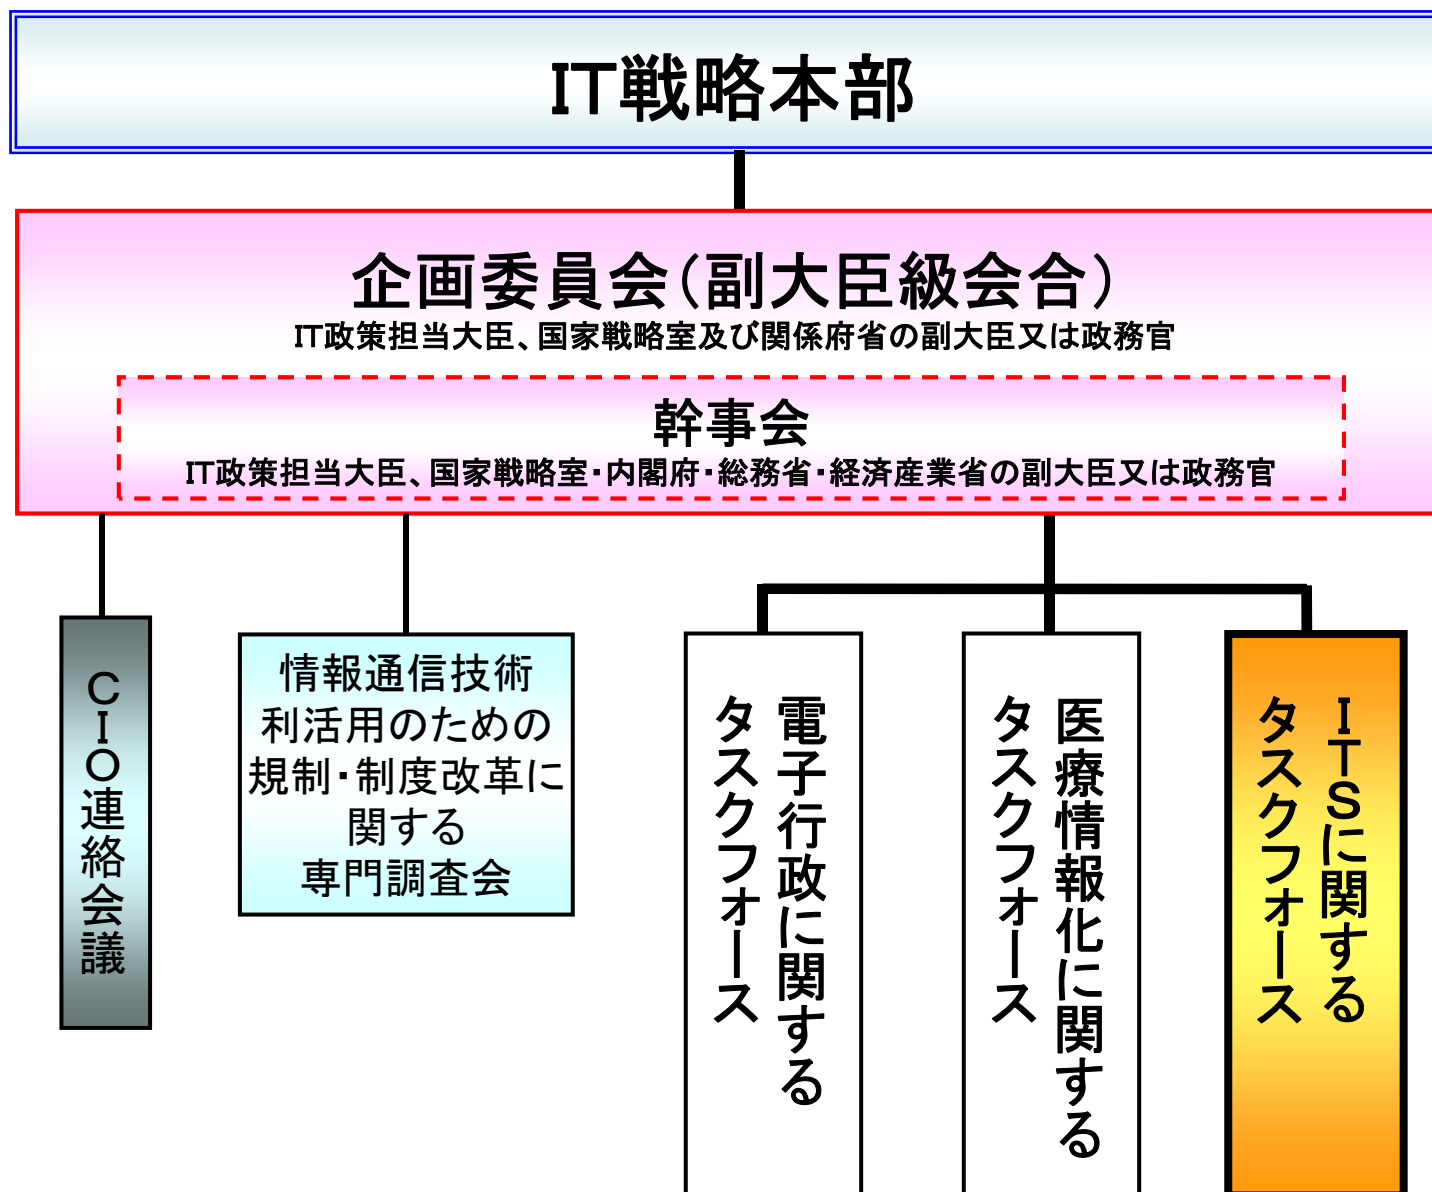 IT戦略本部
企画委員会（副大臣級会合）
IT政策担当大臣、国家戦略室及び関係府省の副大臣又は政務官
幹事会
IT政策担当大臣、国家戦略室・内閣府・総務省・経済産業省の副大臣又は政務官
ＣＩＯ連絡会議
情報通信技術
利活用のための
規制・制度改革に
関する
専門調査会
電子行政に関する
タスクフォース
医療情報化に関する
タスクフォース
ＩＴＳに関する
タスクフォース